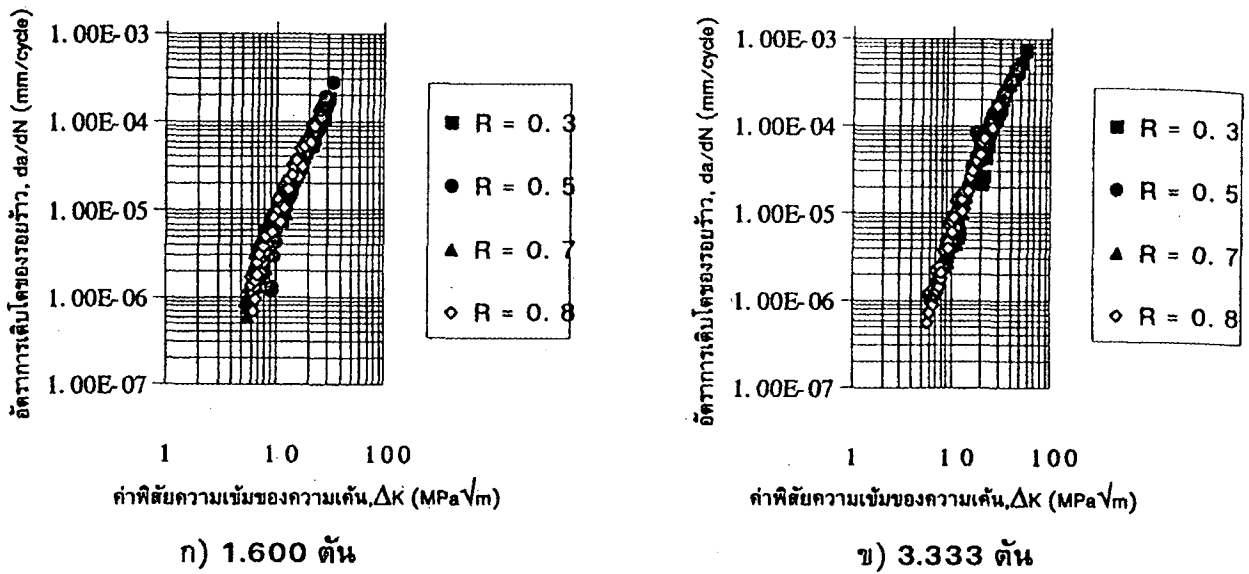 อัตราการเติบโตของรอยร้าว, da/dN (mm/cycle)
1.00E-03
1.00E-04
1.00E-05
1.00E-06
1.00E-07
1
10
100
ค่าพิสัยความเข้มของความเค้น,ΔK (MPa√m)
R = 0.3
R = 0.5
R = 0.7
R = 0.8
ก) 1.600 ตัน
อัตราการเติบโตของรอยร้าว, da/dN (mm/cycle)
1.00E-03
1.00E-04
1.00E-05
1.00E-06
1.00E-07
1
10
100
ค่าพิสัยความเข้มของความเค้น,ΔK (MPa√m)
R = 0.3
R = 0.5
R = 0.7
R = 0.8
ข) 3.333 ตัน